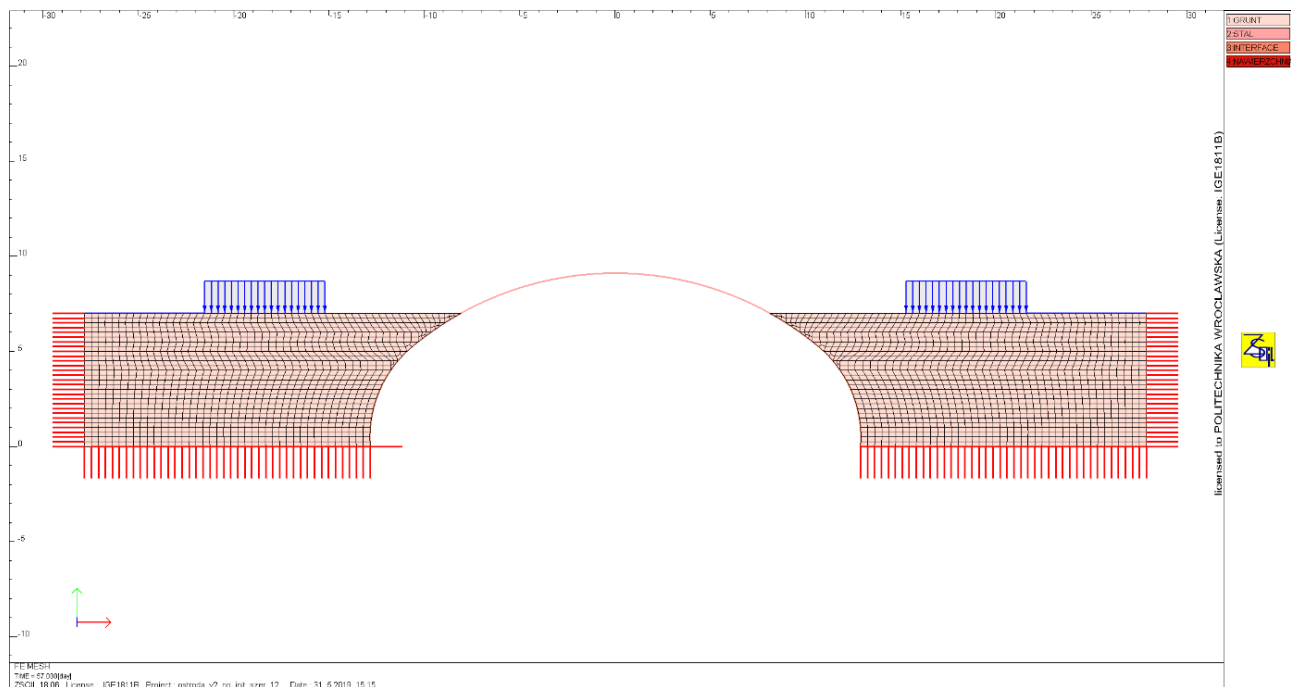 -30 -25 -20 -15 -10 -5 0 5 10 15 20 25 30
1 GRUNT
2 STAL
3 INTERFACE
4 NAWIERZCHNI
20
15
10
5
0
-5
-10
licensed to POLITECHNIKA WROCLAWSKA (License: IGE1811B)
FE MESH
TIME = 57.000[day]
ZSOIL 18.06 License : IGE1811B Project : ostroda_v2_no_int_szer_12 Date : 31.5.2019 15:15